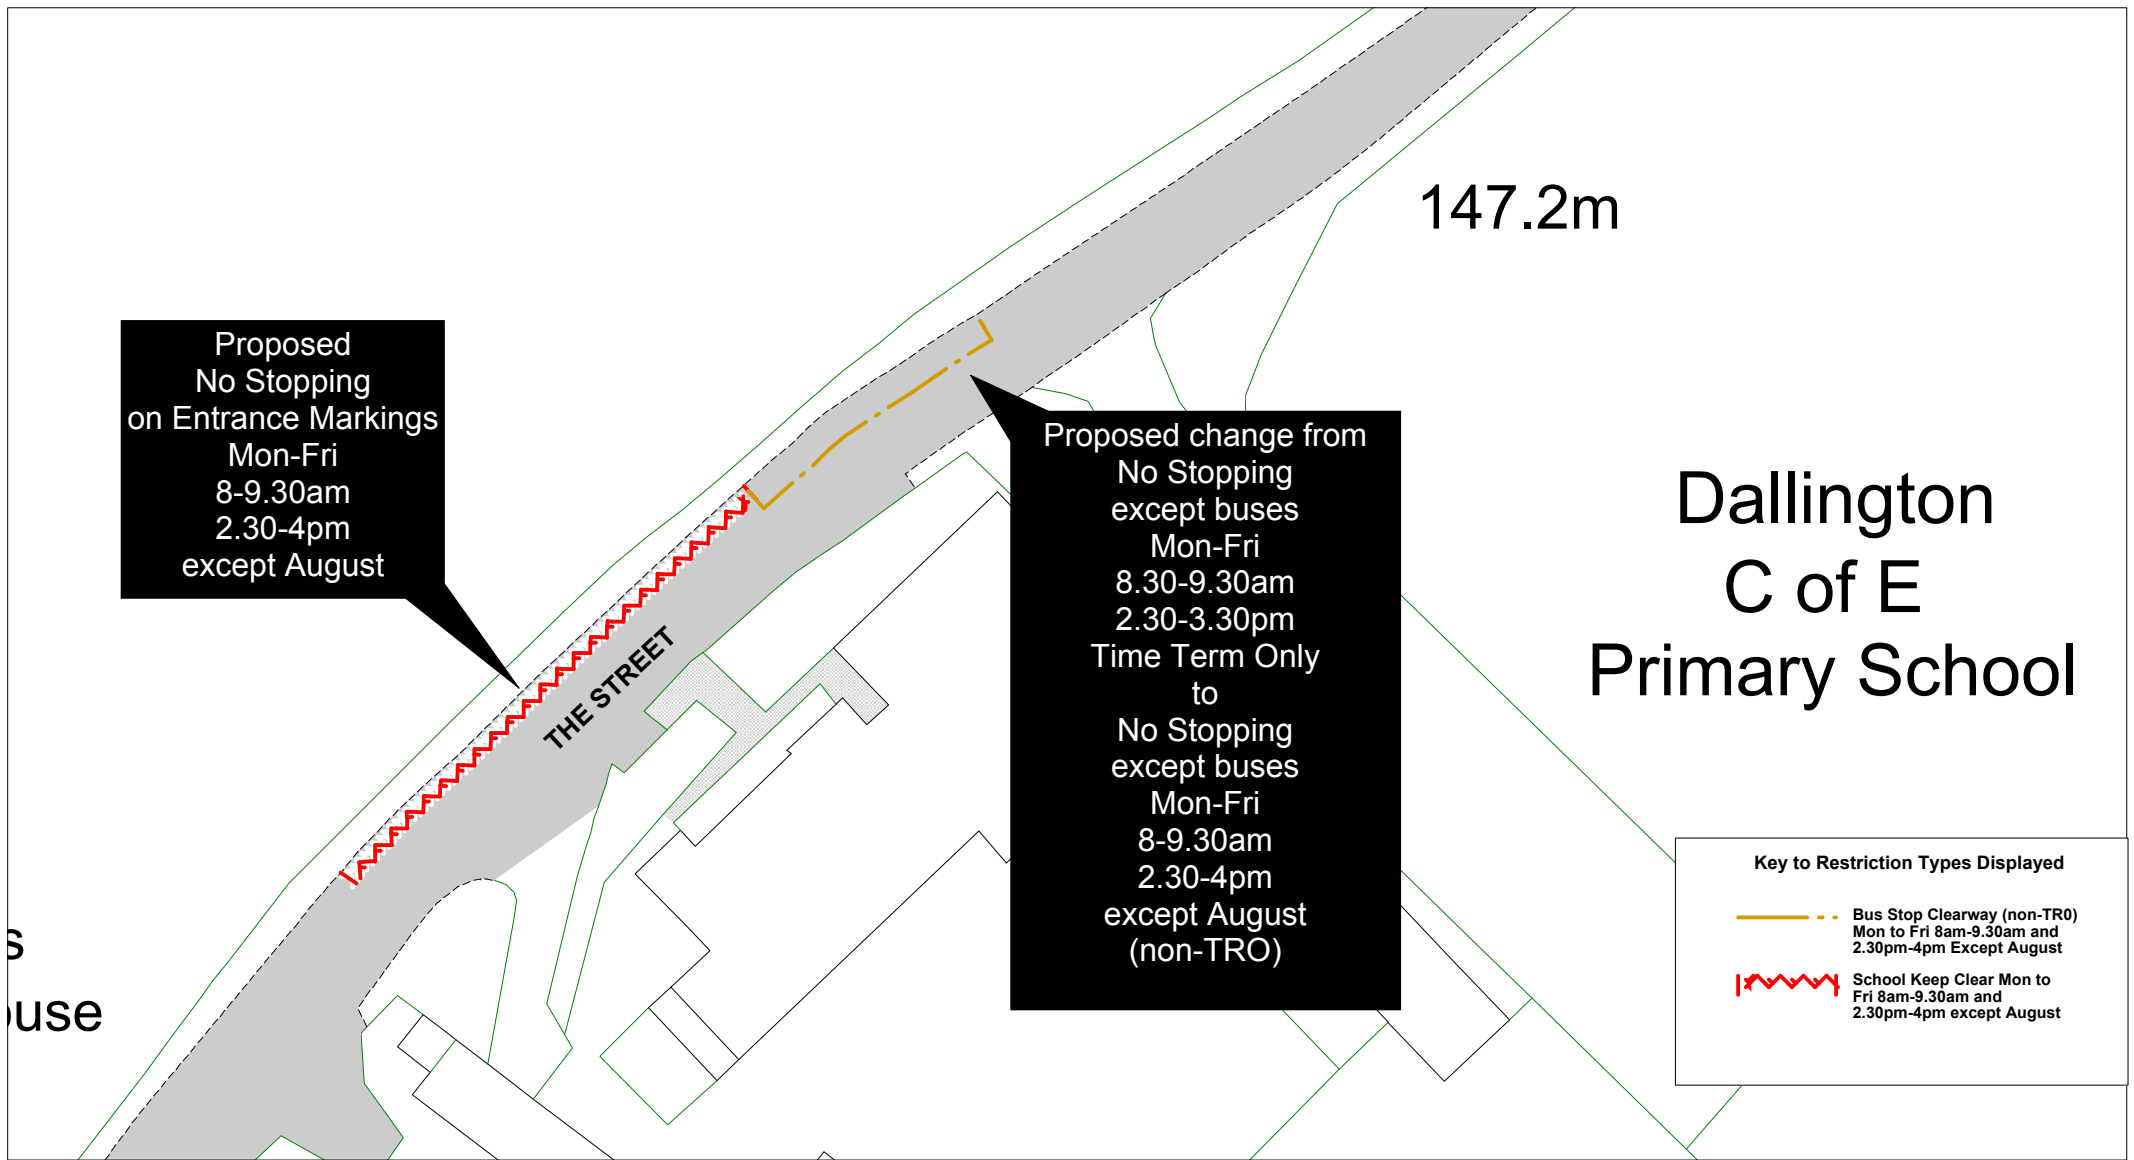 147.2m
Proposed
No Stopping
on Entrance Markings
Mon-Fri
8-9.30am
2.30-4pm
except August
Proposed change from
No Stopping
except buses
Mon-Fri
8.30-9.30am
2.30-3.30pm
Time Term Only
to
No Stopping
except buses
Mon-Fri
8-9.30am
2.30-4pm
except August
(non-TRO)
Dallington
C of E
Primary School
THE STREET
s
ouse
Key to Restriction Types Displayed
Bus Stop Clearway (non-TR0)
Mon to Fri 8am-9.30am and
2.30pm-4pm Except August
School Keep Clear Mon to
Fri 8am-9.30am and
2.30pm-4pm except August